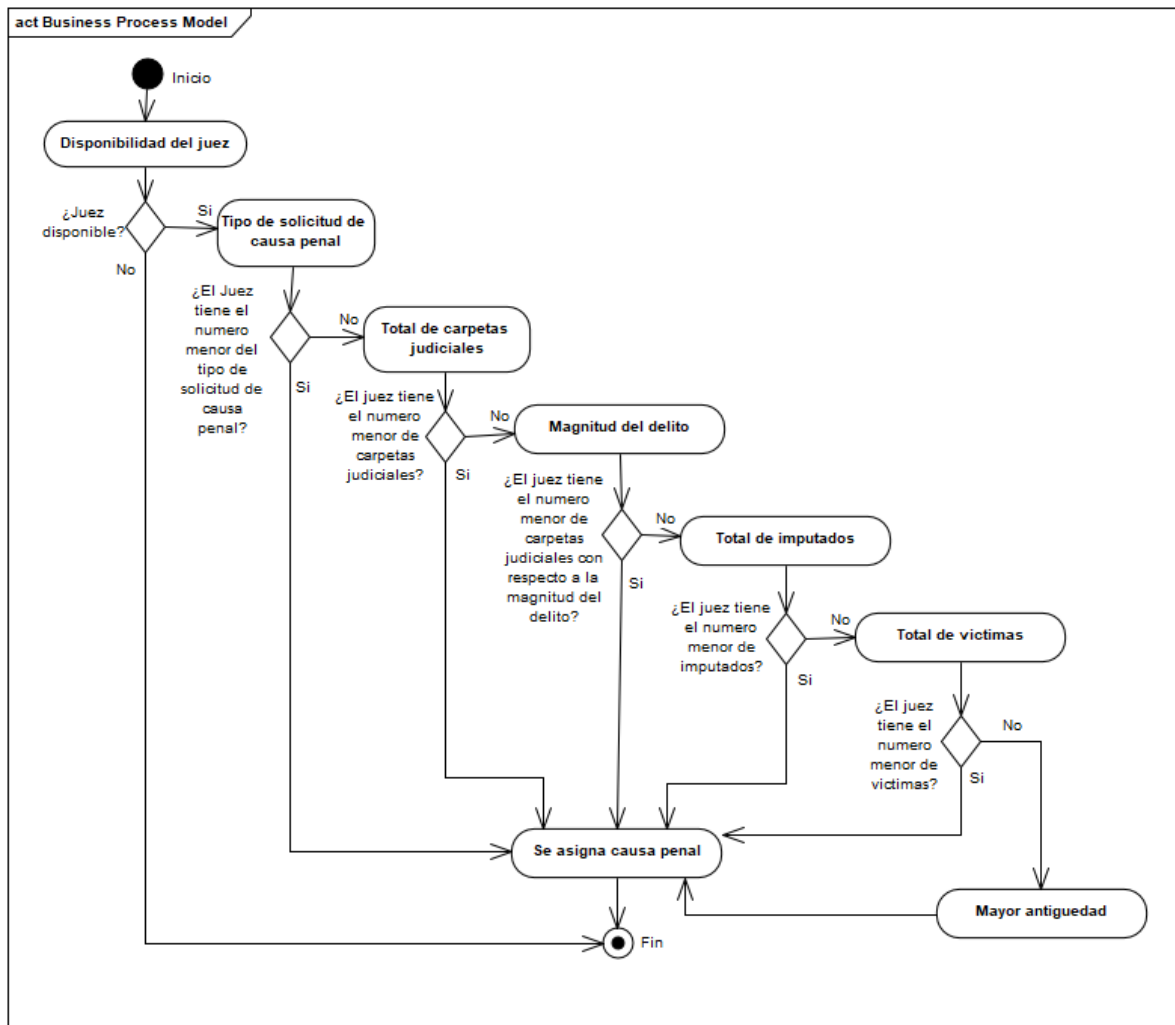 act Business Process Model
Inicio
Disponibilidad del juez
¿Juez
disponible?
Si
No
Tipo de solicitud de
causa penal
¿El Juez
tiene el
numero
menor del
tipo de
solicitud de
causa
penal?
No
Si
Total de carpetas
judiciales
¿El juez tiene
el numero
menor de
carpetas
judiciales?
No
Si
Magnitud del delito
¿El juez tiene
el numero
menor de
carpetas
judiciales con
respecto a la
magnitud del
delito?
No
Si
Total de imputados
¿El juez tiene
el numero
menor de
imputados?
No
Si
Total de victimas
¿El juez
tiene el
numero
menor de
victimas?
No
Si
Se asigna causa penal
Mayor antiguedad
Fin